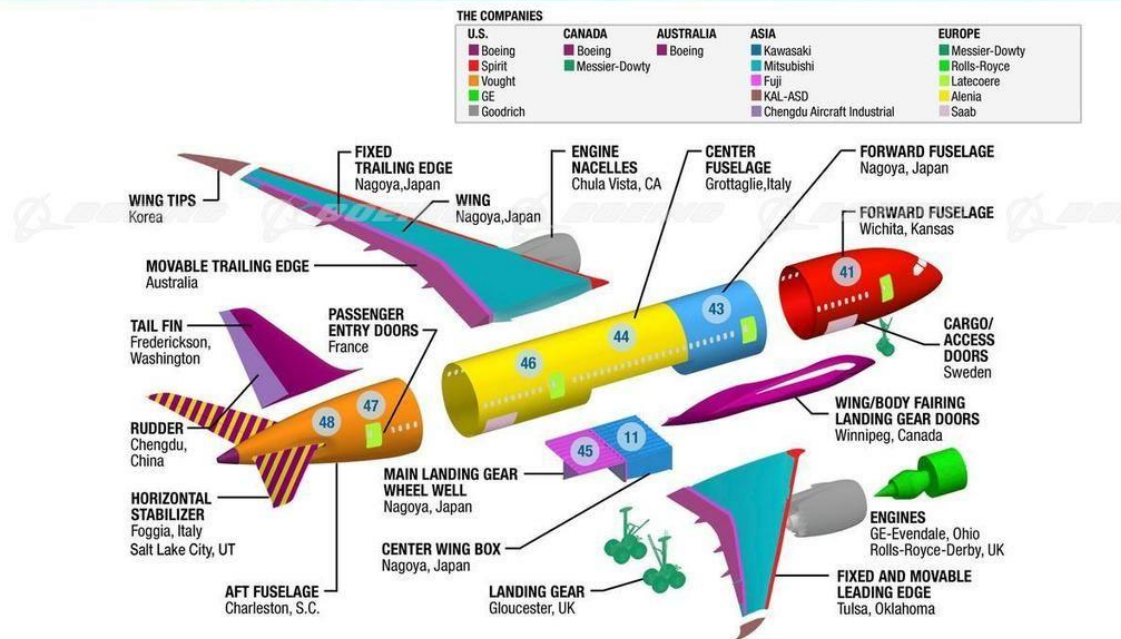 THE COMPANIES
U.S.
Boeing
Spirit
Vought
GE
Goodrich
CANADA
Boeing
Messier-Dowty
AUSTRALIA
Boeing
ASIA
Kawasaki
Mitsubishi
Fuji
KAL-ASD
Chengdu Aircraft Industrial
EUROPE
Messier-Dowty
Rolls-Royce
Latecoere
Alenia
Saab
FIXED
TRAILING EDGE
Nagoya,Japan
ENGINE
NACELLES
Chula Vista, CA
CENTER
FUSELAGE
Grottaglie,Italy
FORWARD FUSELAGE
Nagoya, Japan
WING TIPS
Korea
WING
Nagoya,Japan
FORWARD FUSELAGE
Wichita, Kansas
BOEING
BOEING
BOEING
BOEING
MOVABLE TRAILING EDGE
Australia
41
43
44
46
TAIL FIN
Frederickson,
Washington
PASSENGER
ENTRY DOORS
France
CARGO/
ACCESS
DOORS
Sweden
47
48
RUDDER
Chengdu,
China
WING/BODY FAIRING
LANDING GEAR DOORS
Winnipeg, Canada
45
11
MAIN LANDING GEAR
WHEEL WELL
Nagoya, Japan
HORIZONTAL
STABILIZER
Foggia, Italy
Salt Lake City, UT
CENTER WING BOX
Nagoya, Japan
ENGINES
GE-Evendale, Ohio
Rolls-Royce-Derby, UK
AFT FUSELAGE
Charleston, S.C.
LANDING GEAR
Gloucester, UK
FIXED AND MOVABLE
LEADING EDGE
Tulsa, Oklahoma